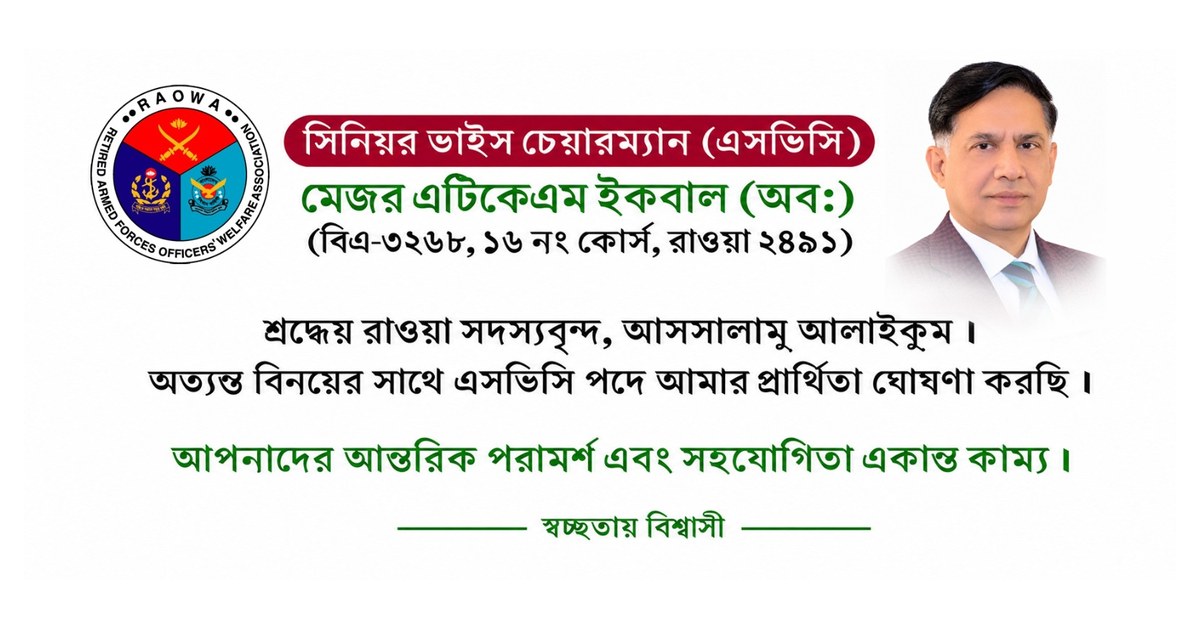 RAOWA
RETIRED ARMED FORCES OFFICERS' WELFARE ASSOCIATION
সিনিয়র ভাইস চেয়ারম্যান (এসভিসি)
মেজর এটিকেএম ইকবাল (অব:)
(বিএ-৩২৬৮, ১৬ নং কোর্স, রাওয়া ২৪৯১)
শ্রদ্ধেয় রাওয়া সদস্যবৃন্দ, আসসালামু আলাইকুম।
অত্যন্ত বিনয়ের সাথে এসভিসি পদে আমার প্রার্থিতা ঘোষণা করছি।
আপনাদের আন্তরিক পরামর্শ এবং সহযোগিতা একান্ত কাম্য।
স্বচ্ছতায় বিশ্বাসী